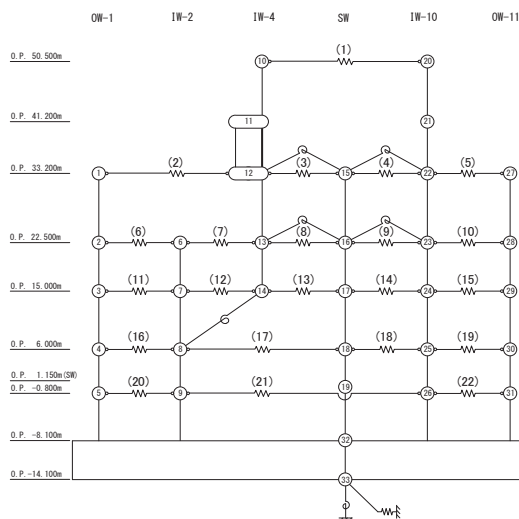 OW-1 IW-2 IW-4 SW IW-10 OW-11
O.P. 50.500m 10 (1) 20
O.P. 41.200m 11 21
O.P. 33.200m 1 (2) 12 (3) 15 (4) 22 (5) 27
O.P. 22.500m 2 (6) 6 (7) 13 (8) 16 (9) 23 (10) 28
O.P. 15.000m 3 (11) 7 (12) 14 (13) 17 (14) 24 (15) 29
O.P. 6.000m 4 (16) 8 (17) 18 (18) 25 (19) 30
O.P. 1.150m(SW)
O.P. -0.800m 5 (20) 9 (21) 19 26 (22) 31
O.P. -8.100m 32
O.P.-14.100m 33